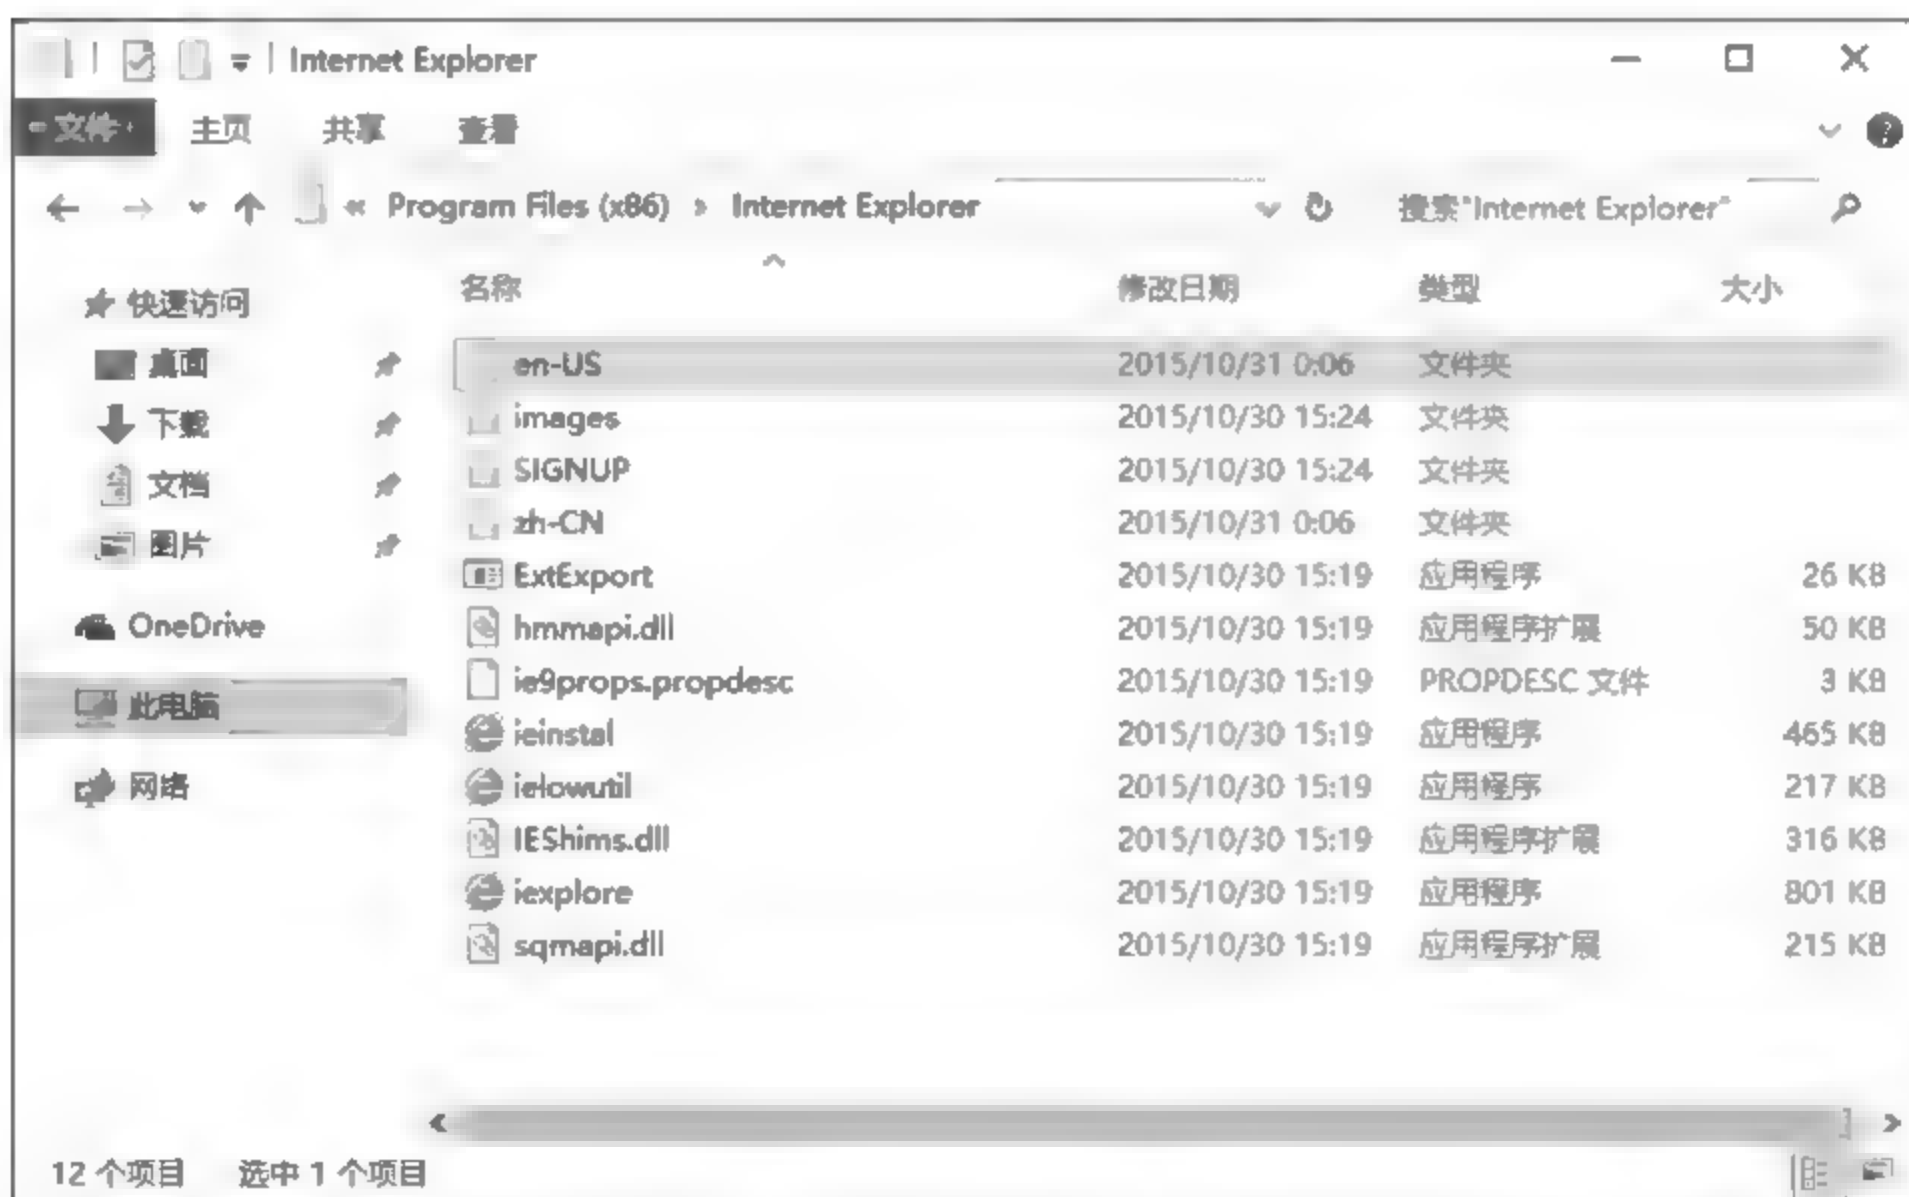 Internet Explorer
文件 主页 共享 查看
« Program Files (x86) › Internet Explorer 搜索"Internet Explorer"
名称 修改日期 类型 大小
快速访问
桌面
下载
文档
图片
OneDrive
此电脑
网络
en-US 2015/10/31 0:06 文件夹
images 2015/10/30 15:24 文件夹
SIGNUP 2015/10/30 15:24 文件夹
zh-CN 2015/10/31 0:06 文件夹
ExtExport 2015/10/30 15:19 应用程序 26 KB
hmmapi.dll 2015/10/30 15:19 应用程序扩展 50 KB
ie9props.propdesc 2015/10/30 15:19 PROPDESC 文件 3 KB
ieinstal 2015/10/30 15:19 应用程序 465 KB
ielowutil 2015/10/30 15:19 应用程序 217 KB
IEShims.dll 2015/10/30 15:19 应用程序扩展 316 KB
iexplore 2015/10/30 15:19 应用程序 801 KB
sqmapi.dll 2015/10/30 15:19 应用程序扩展 215 KB
12 个项目 选中 1 个项目